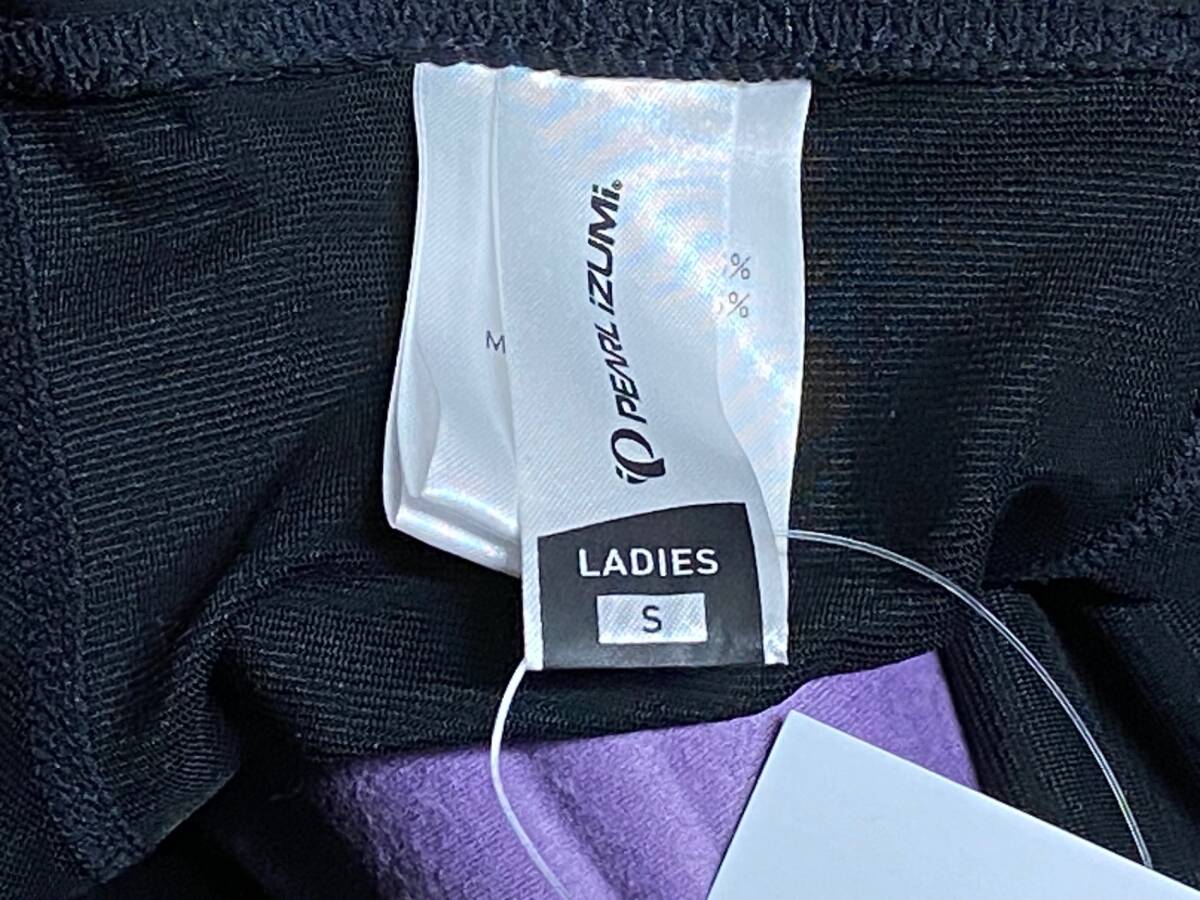 PEARL iZUMi®
M
%
%
LADIES
S